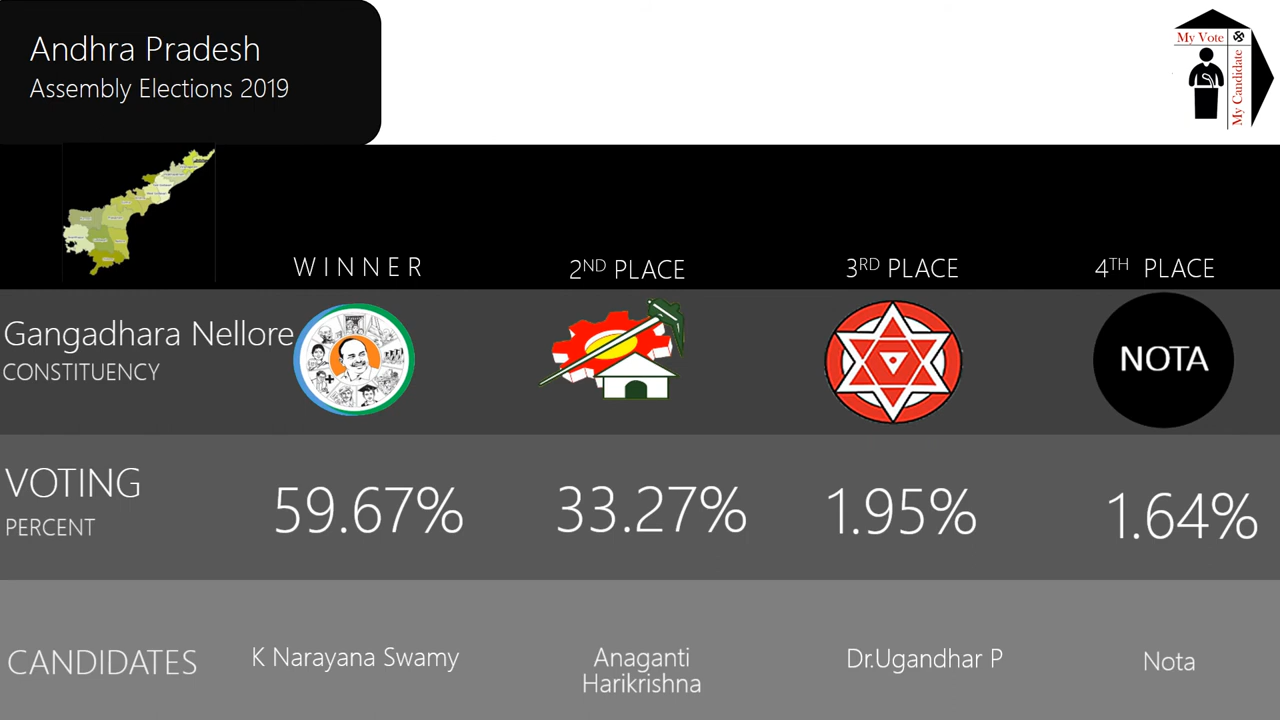 Andhra Pradesh
Assembly Elections 2019
My Vote
My Candidate
WINNER
2ND PLACE
3RD PLACE
4TH PLACE
Gangadhara Nellore
CONSTITUENCY
NOTA
VOTING
PERCENT
59.67%
33.27%
1.95%
1.64%
CANDIDATES
K Narayana Swamy
Anaganti
Harikrishna
Dr.Ugandhar P
Nota